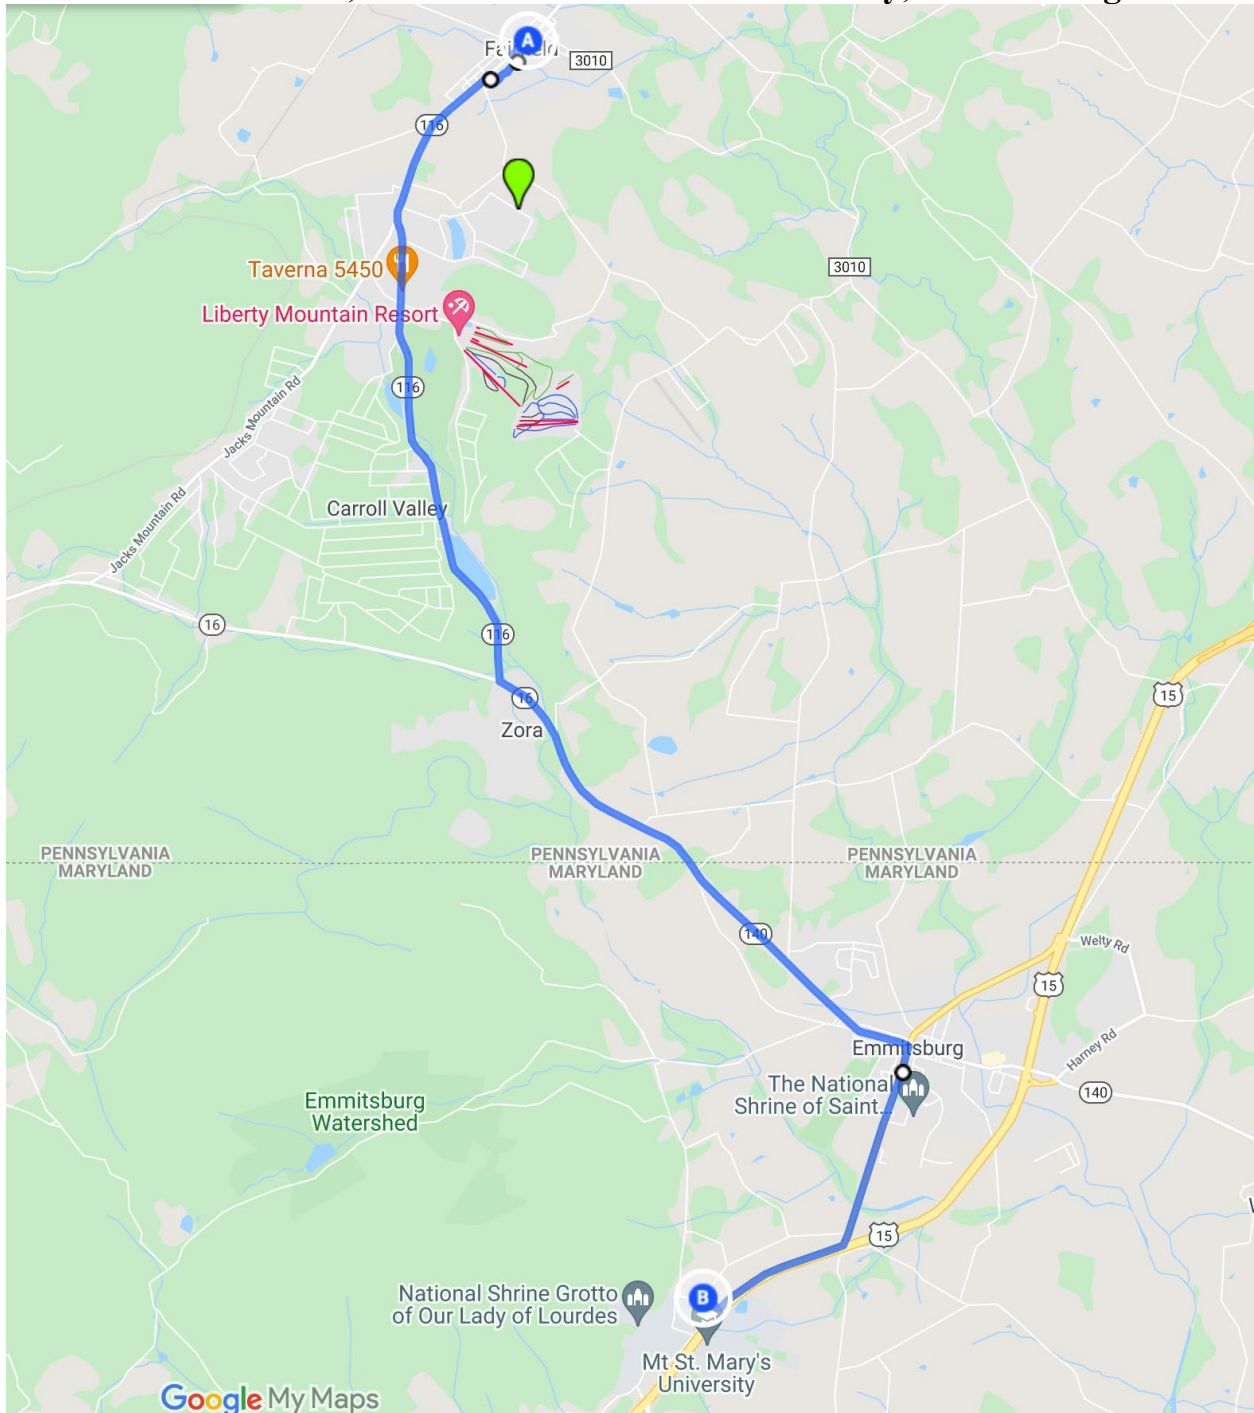 A
Fairfield
3010
116
3010
Taverna 5450
Liberty Mountain Resort
116
Jacks Mountain Rd
Carroll Valley
Jacks Mountain Rd
16
116
15
16
Zora
PENNSYLVANIA
MARYLAND
PENNSYLVANIA
MARYLAND
PENNSYLVANIA
MARYLAND
140
Welty Rd
15
Emmitsburg
Harney Rd
The National
Shrine of Saint...
140
Emmitsburg
Watershed
15
National Shrine Grotto
of Our Lady of Lourdes
B
Mt St. Mary's
University
Google My Maps